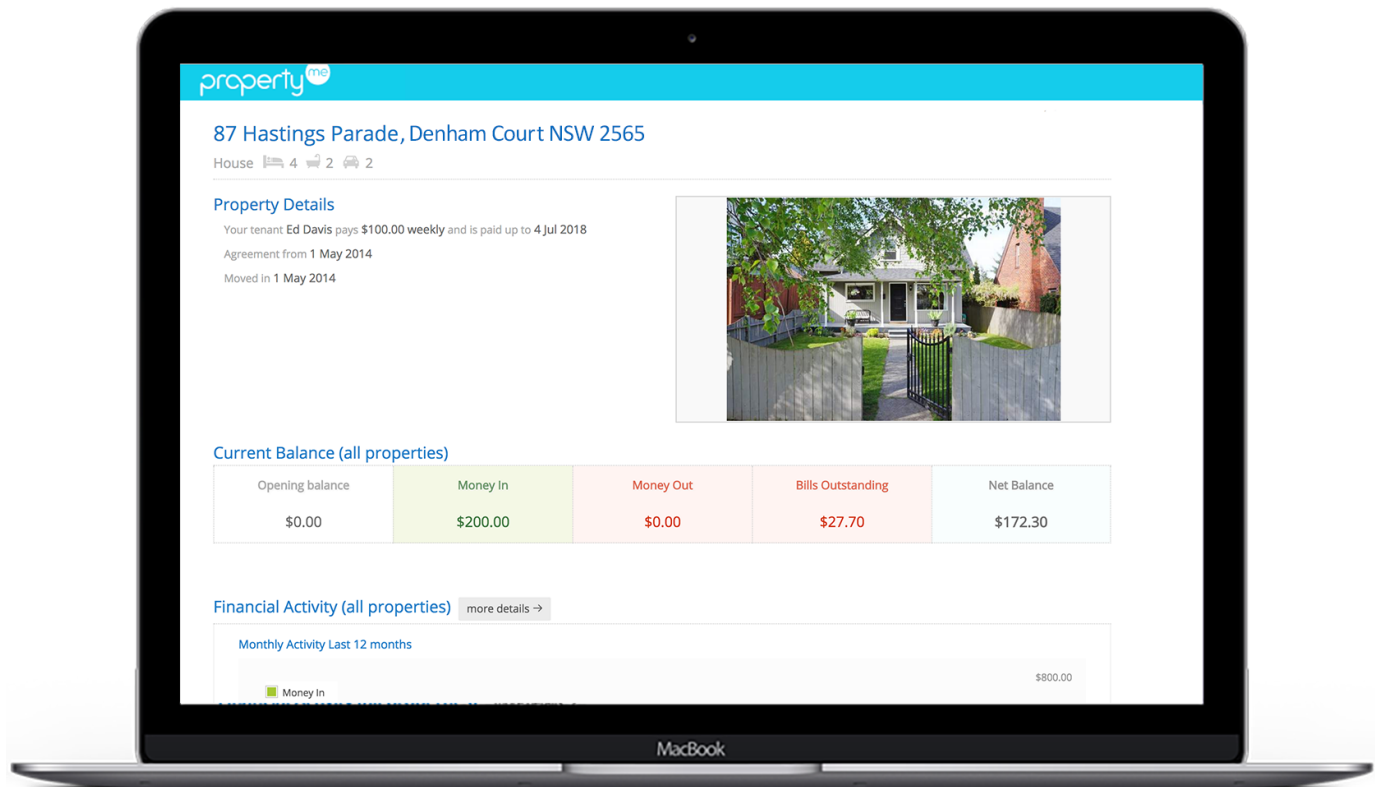 property me
87 Hastings Parade, Denham Court NSW 2565
House 4 2 2
Property Details
Your tenant Ed Davis pays $100.00 weekly and is paid up to 4 Jul 2018
Agreement from 1 May 2014
Moved in 1 May 2014
Current Balance (all properties)
Opening balance Money In Money Out Bills Outstanding Net Balance
$0.00 $200.00 $0.00 $27.70 $172.30
Financial Activity (all properties) more details →
Monthly Activity Last 12 months
$800.00
Money In
MacBook